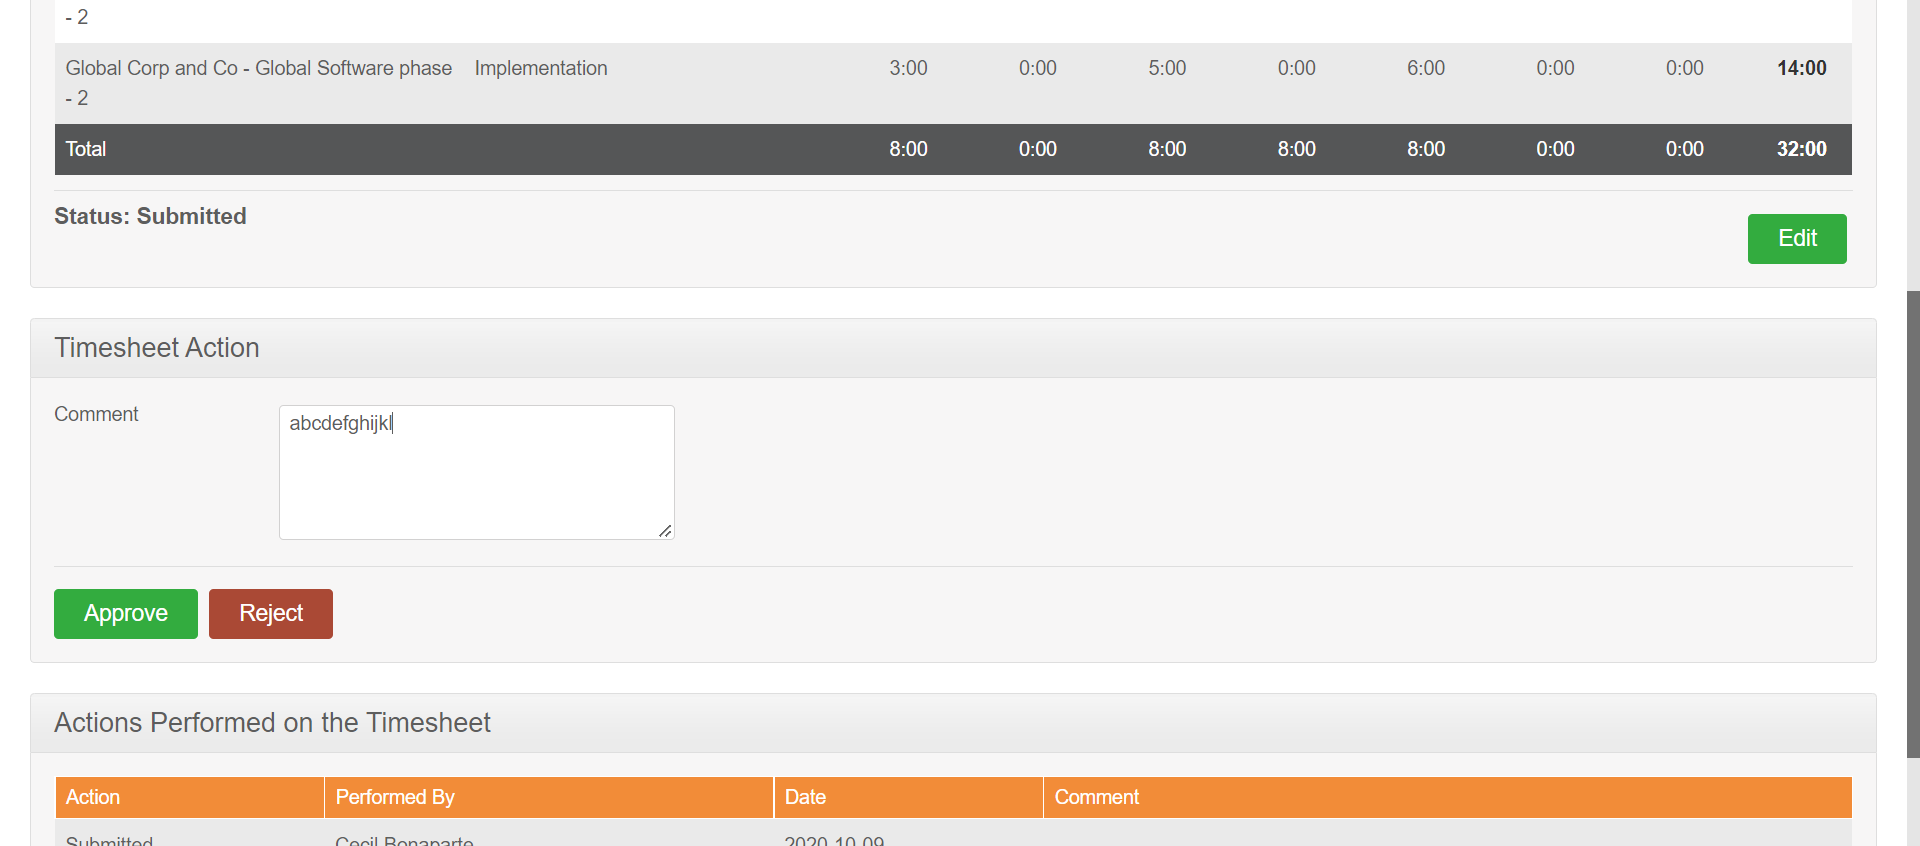 - 2
Global Corp and Co - Global Software phase Implementation 3:00 0:00 5:00 0:00 6:00 0:00 0:00 14:00
- 2
Total 8:00 0:00 8:00 8:00 8:00 0:00 0:00 32:00
Status: Submitted
Edit
Timesheet Action
Comment abcdefghijkl
Approve Reject
Actions Performed on the Timesheet
Action Performed By Date Comment
Submitted Cecil Bonaparte 2020-10-09